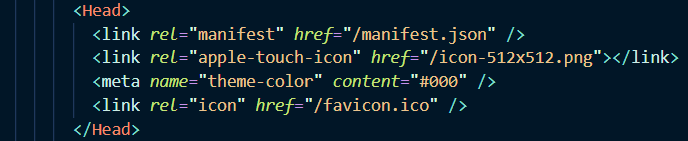 <Head>
<link rel="manifest" href="/manifest.json" />
<link rel="apple-touch-icon" href="/icon-512x512.png"></link>
<meta name="theme-color" content="#000" />
<link rel="icon" href="/favicon.ico" />
</Head>